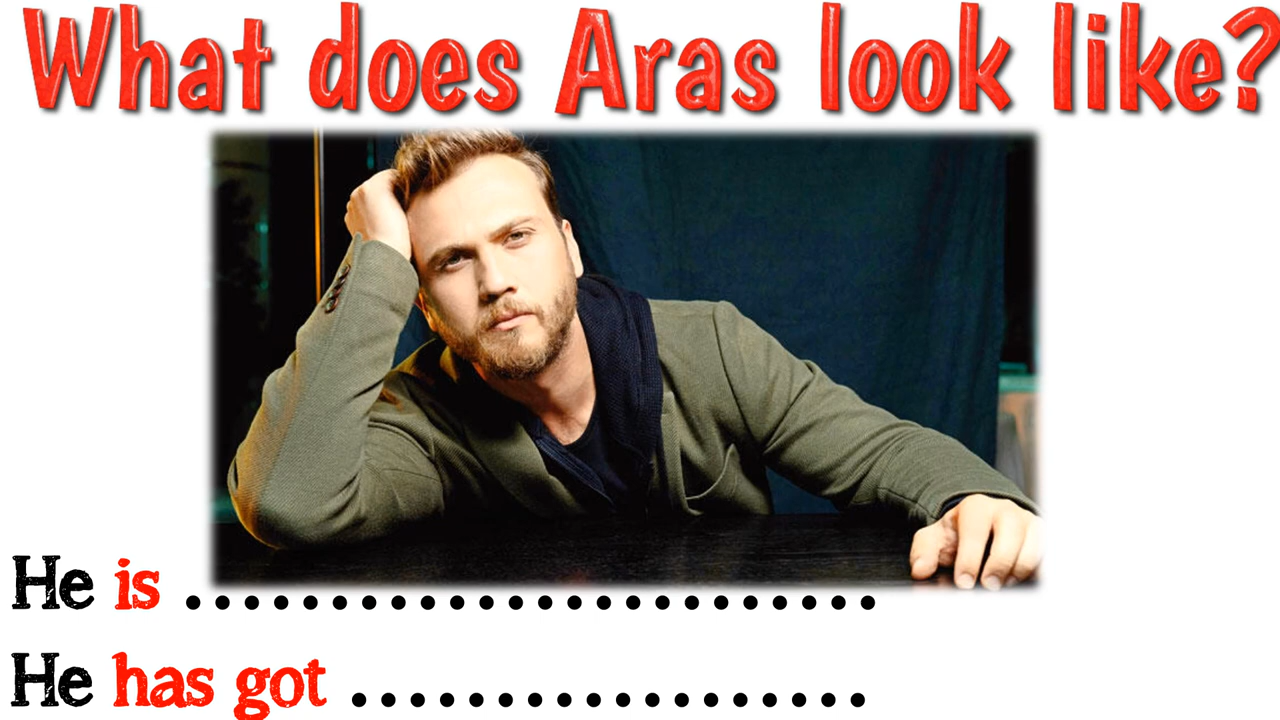 What does Aras look like?
He is ........................
He has got ..................